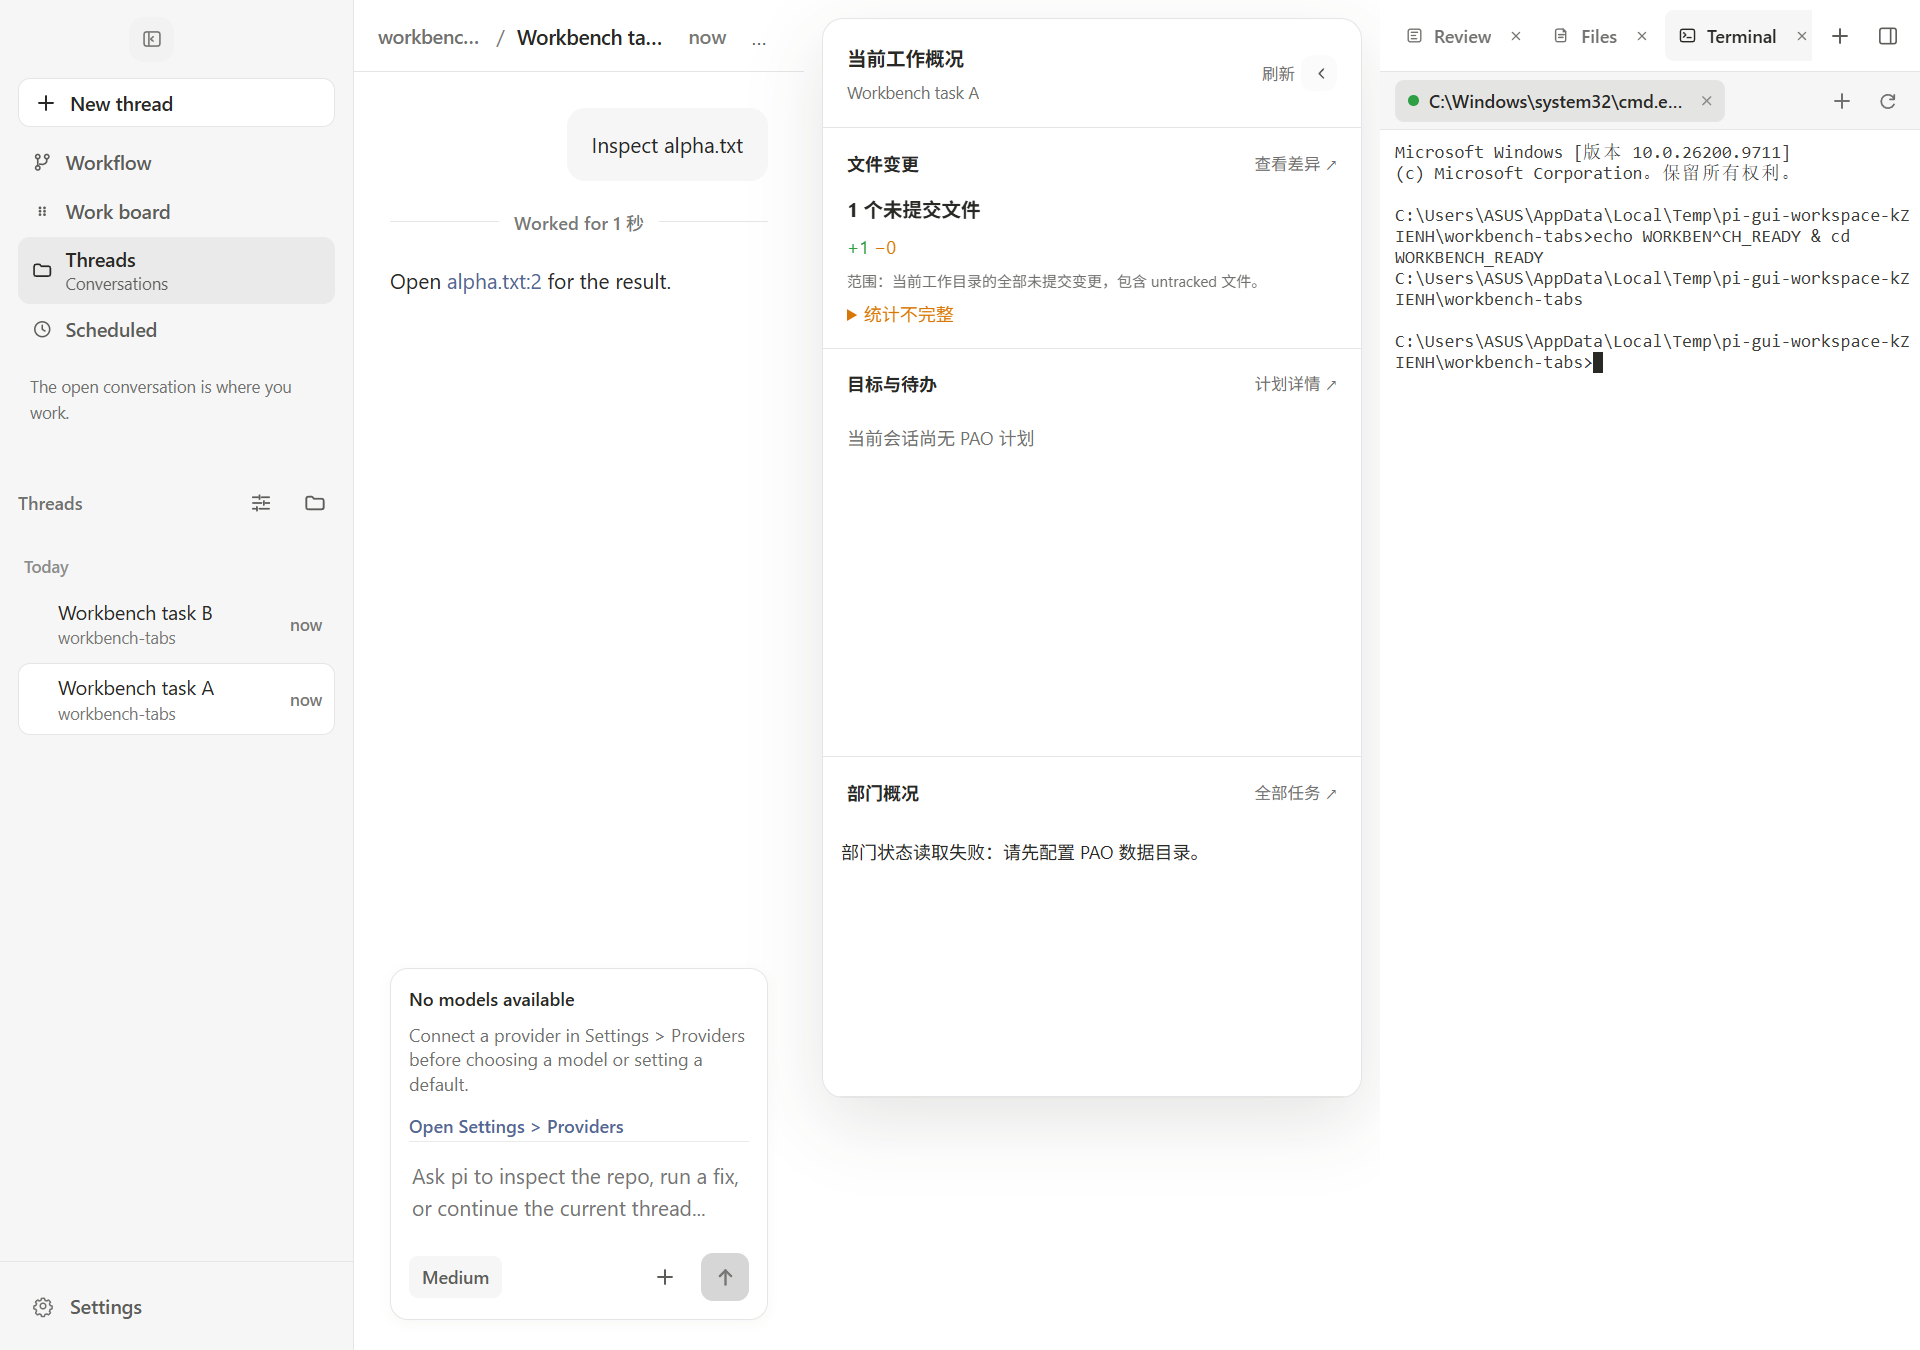 New thread
Workflow
Work board
Threads
Conversations
Scheduled
The open conversation is where you
work.
Threads
Today
Workbench task B
workbench-tabs
now
Workbench task A
workbench-tabs
now
Settings
workbenc... / Workbench ta... now ...
Inspect alpha.txt
Worked for 1 秒
Open alpha.txt:2 for the result.
No models available
Connect a provider in Settings > Providers
before choosing a model or setting a
default.
Open Settings > Providers
Ask pi to inspect the repo, run a fix,
or continue the current thread...
Medium
当前工作概况
Workbench task A
刷新
文件变更
查看差异 ↗
1 个未提交文件
+1 −0
范围：当前工作目录的全部未提交变更，包含 untracked 文件。
▶ 统计不完整
目标与待办
计划详情 ↗
当前会话尚无 PAO 计划
部门概况
全部任务 ↗
部门状态读取失败：请先配置 PAO 数据目录。
Review × Files × Terminal ×
C:\Windows\system32\cmd.e... ×
Microsoft Windows [版本 10.0.26200.9711]
(c) Microsoft Corporation。保留所有权利。
C:\Users\ASUS\AppData\Local\Temp\pi-gui-workspace-kZ
IENH\workbench-tabs>echo WORKBEN^CH_READY & cd
WORKBENCH_READY
C:\Users\ASUS\AppData\Local\Temp\pi-gui-workspace-kZ
IENH\workbench-tabs
C:\Users\ASUS\AppData\Local\Temp\pi-gui-workspace-kZ
IENH\workbench-tabs>